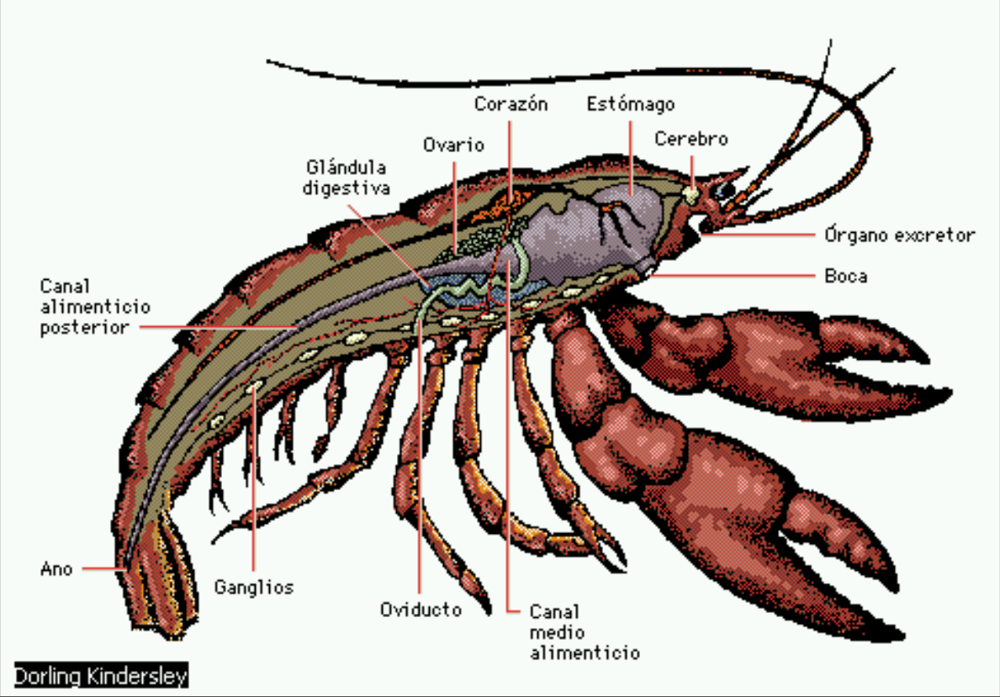 Corazón
Estómago
Cerebro
Ovario
Glándula
digestiva
Órgano excretor
Boca
Canal
alimenticio
posterior
Ano
Ganglios
Oviducto
Canal
medio
alimenticio
Dorling Kindersley